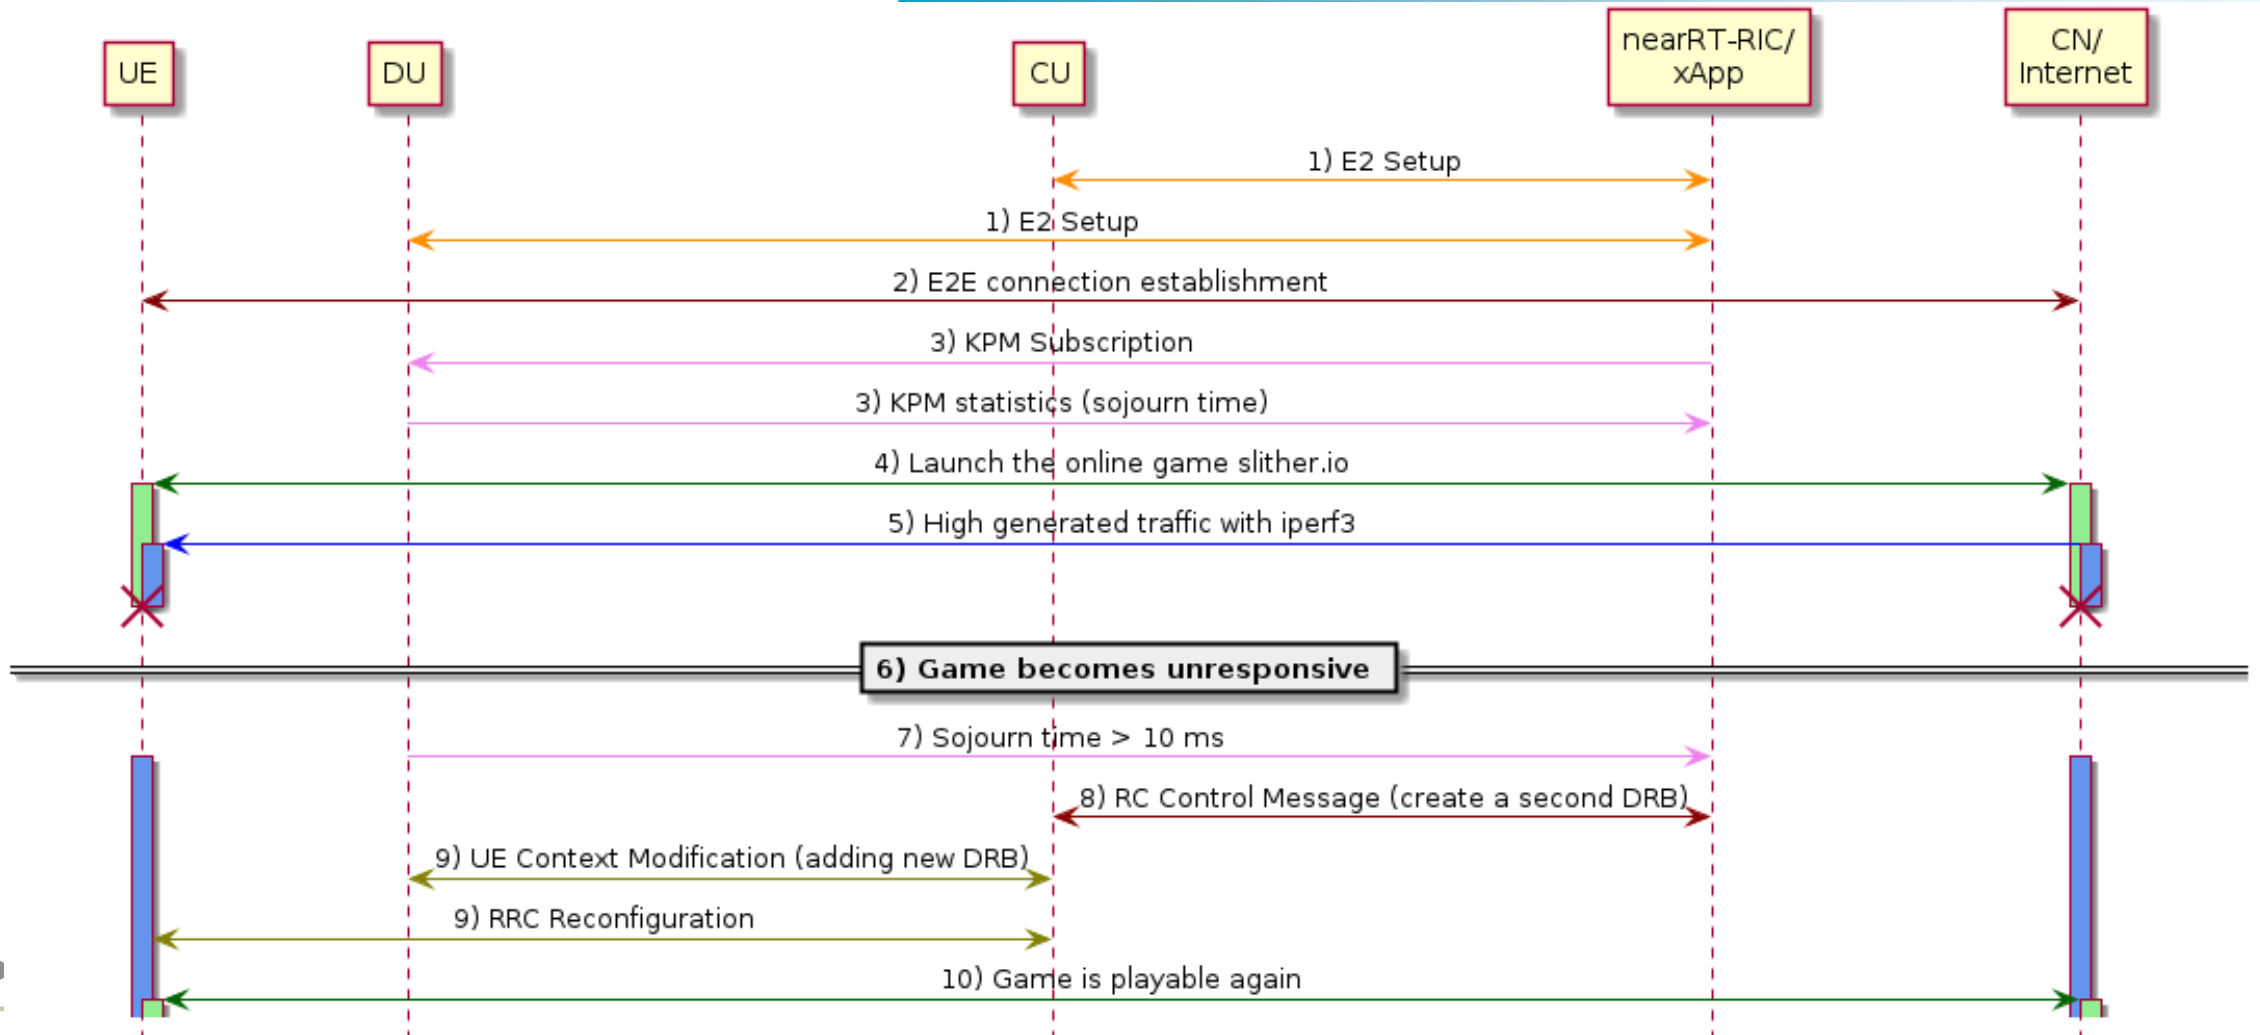 UE
DU
CU
nearRT-RIC/
xApp
CN/
Internet
1) E2 Setup
1) E2 Setup
2) E2E connection establishment
3) KPM Subscription
3) KPM statistics (sojourn time)
4) Launch the online game slither.io
5) High generated traffic with iperf3
6) Game becomes unresponsive
7) Sojourn time > 10 ms
8) RC Control Message (create a second DRB)
9) UE Context Modification (adding new DRB)
9) RRC Reconfiguration
10) Game is playable again